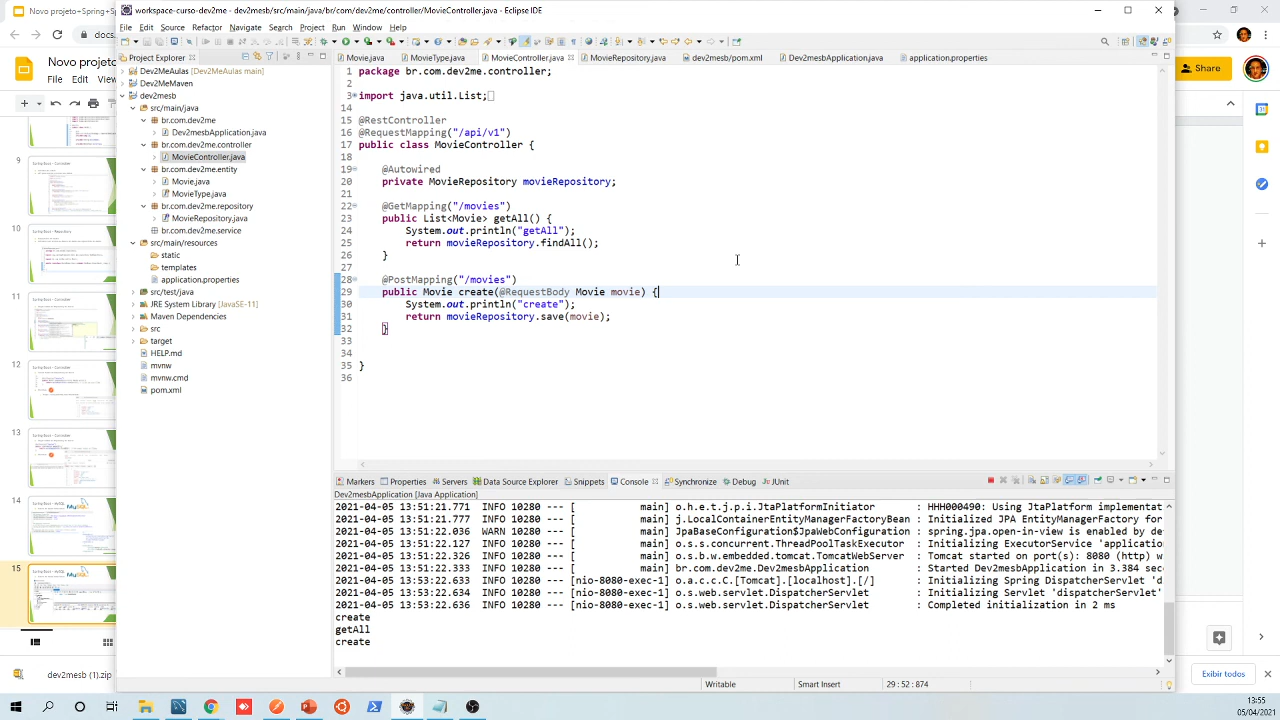 workspace-curso-dev2me - dev2mesb/src/main/java/br/com/dev2me/controller/MovieController.java - Eclipse IDE
File Edit Source Refactor Navigate Search Project Run Window Help
Novo projeto+Spring+S
docs
Novo
File Edit
Share
Project Explorer
Movie.java
MovieType.java
MovieController.java
MovieRepository.java
dev2mesb/pom.xml
Dev2mesbApplication.java
application.properties
Dev2MeAulas [Dev2MeAulas main]
Dev2MeMaven
dev2mesb
src/main/java
br.com.dev2me
Dev2mesbApplication.java
br.com.dev2me.controller
MovieController.java
br.com.dev2me.entity
Movie.java
MovieType.java
br.com.dev2me.repository
MovieRepository.java
br.com.dev2me.service
src/main/resources
static
templates
application.properties
src/test/java
JRE System Library [JavaSE-11]
Maven Dependencies
src
target
HELP.md
mvnw
mvnw.cmd
pom.xml
1 package br.com.dev2me.controller;
2
3 import java.util.List;
14
15 @RestController
16 @RequestMapping("/api/v1")
17 public class MovieController {
18
19 @Autowired
20 private MovieRepository movieRepository;
21
22 @GetMapping("/movies")
23 public List<Movie> getAll() {
24 System.out.println("getAll");
25 return movieRepository.findAll();
26 }
27
28 @PostMapping("/movies")
29 public Movie create(@RequestBody Movie movie) {
30 System.out.println("create");
31 return movieRepository.save(movie);
32 }
33
34
35 }
36
9
10
11
12
13
14
15
MySQL
MySQL
Markers Properties Servers Data Source Explorer Snippets Console Synchronize Debug JUnit
Dev2mesbApplication [Java Application]
2021-04-05 13:51:21.771 INFO 10280 --- [ main] o.h.e.t.j.p.i.JtaPlatformInitiator : HHH000490: Using JtaPlatform implementat
2021-04-05 13:51:21.777 INFO 10280 --- [ main] j.LocalContainerEntityManagerFactoryBean : Initialized JPA EntityManagerFactory for
2021-04-05 13:51:22.076 WARN 10280 --- [ main] JpaBaseConfiguration$JpaWebConfiguration : spring.jpa.open-in-view is enabled by de
2021-04-05 13:51:22.165 INFO 10280 --- [ main] o.s.s.concurrent.ThreadPoolTaskExecutor : Initializing ExecutorService 'applicatio
2021-04-05 13:51:22.326 INFO 10280 --- [ main] o.s.b.w.embedded.tomcat.TomcatWebServer : Tomcat started on port(s): 8080 (http) w
2021-04-05 13:51:22.333 INFO 10280 --- [ main] br.com.dev2me.Dev2mesbApplication : Started Dev2mesbApplication in 3.384 seco
2021-04-05 13:51:22.633 INFO 10280 --- [nio-8080-exec-1] o.a.c.c.C.[Tomcat].[localhost].[/] : Initializing Spring DispatcherServlet 'd
2021-04-05 13:51:22.634 INFO 10280 --- [nio-8080-exec-1] o.s.web.servlet.DispatcherServlet : Initializing Servlet 'dispatcherServlet'
2021-04-05 13:51:22.636 INFO 10280 --- [nio-8080-exec-1] o.s.web.servlet.DispatcherServlet : Completed initialization in 2 ms
create
getAll
create
Writable
Smart Insert
29 : 52 : 874
dev2mesb (1).zip
Exibir todos
13:55
05/04/2021